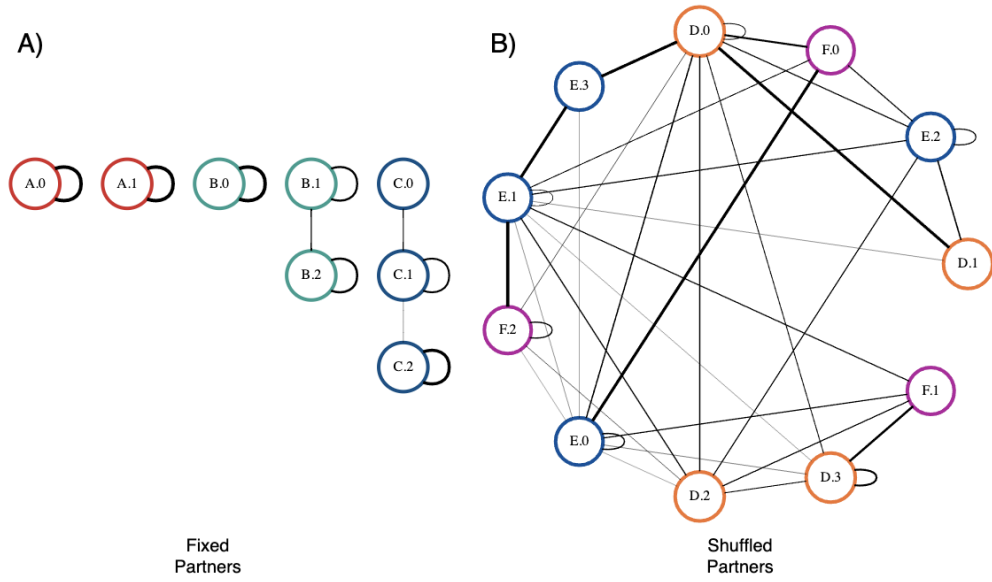 A)
B)
D.0
F.0
E.3
E.2
A.0
A.1
B.0
B.1
C.0
E.1
D.1
B.2
C.1
F.2
C.2
F.1
E.0
D.3
D.2
Fixed
Partners
Shuffled
Partners